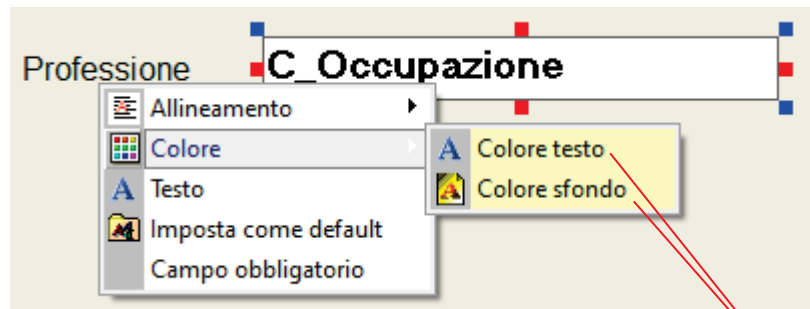 Professione C_Occupazione
Allineamento
Colore
Colore testo
Testo
Colore sfondo
Imposta come default
Campo obbligatorio